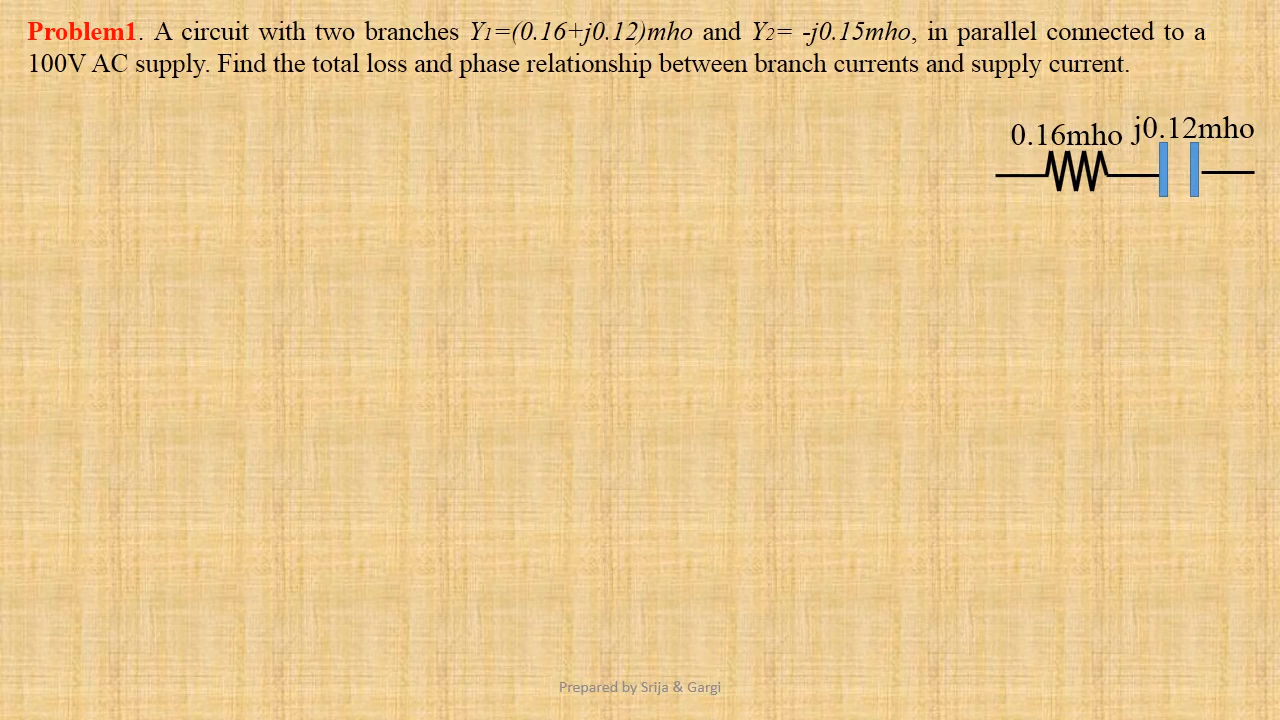 Problem1. A circuit with two branches Y1=(0.16+j0.12)mho and Y2= -j0.15mho, in parallel connected to a
100V AC supply. Find the total loss and phase relationship between branch currents and supply current.
0.16mho j0.12mho
Prepared by Srija & Gargi